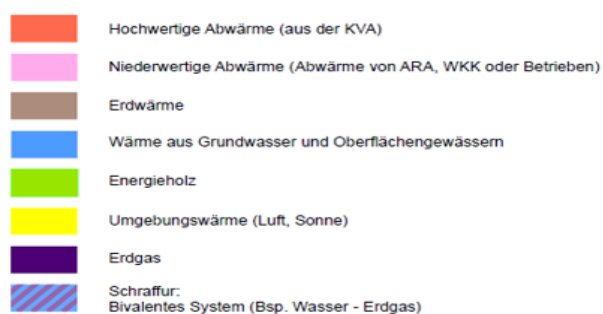 Hochwertige Abwärme (aus der KVA)
Niederwertige Abwärme (Abwärme von ARA, WKK oder Betrieben)
Erdwärme
Wärme aus Grundwasser und Oberflächengewässern
Energieholz
Umgebungswärme (Luft, Sonne)
Erdgas
Schraffur:
Bivalentes System (Bsp. Wasser - Erdgas)